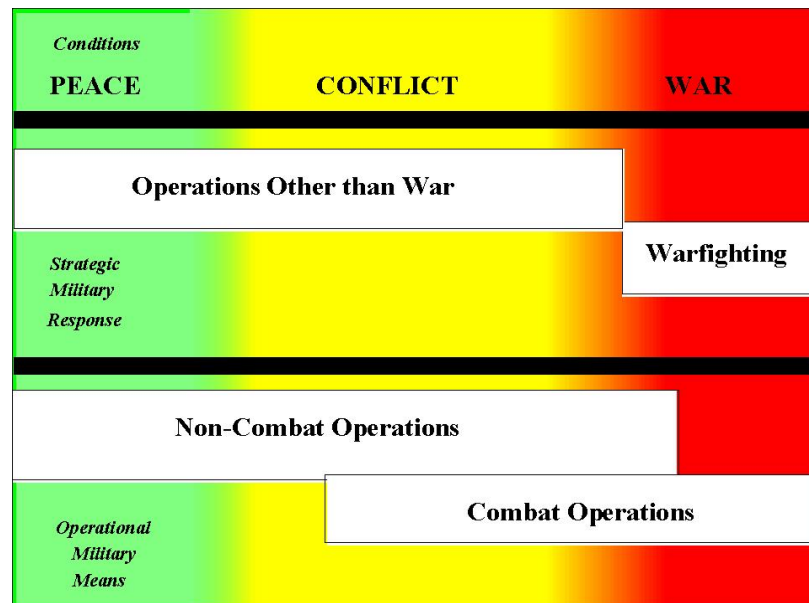 Conditions
PEACE CONFLICT WAR
Operations Other than War
Warfighting
Strategic
Military
Response
Non-Combat Operations
Combat Operations
Operational
Military
Means